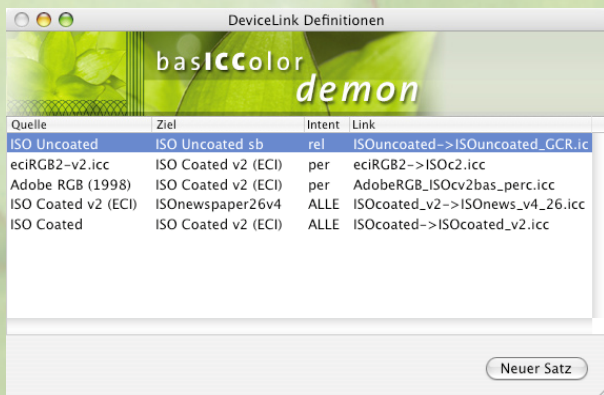 DeviceLink Definitionen
basICColor
demon
Quelle Ziel Intent Link
ISO Uncoated ISO Uncoated sb rel ISOuncoated->ISOuncoated_GCR.ic
eciRGB2-v2.icc ISO Coated v2 (ECI) per eciRGB2->ISOc2.icc
Adobe RGB (1998) ISO Coated v2 (ECI) per AdobeRGB_ISOcv2bas_perc.icc
ISO Coated v2 (ECI) ISOnewspaper26v4 ALLE ISOcoated_v2->ISOnews_v4_26.icc
ISO Coated ISO Coated v2 (ECI) ALLE ISOcoated->ISOcoated_v2.icc
Neuer Satz